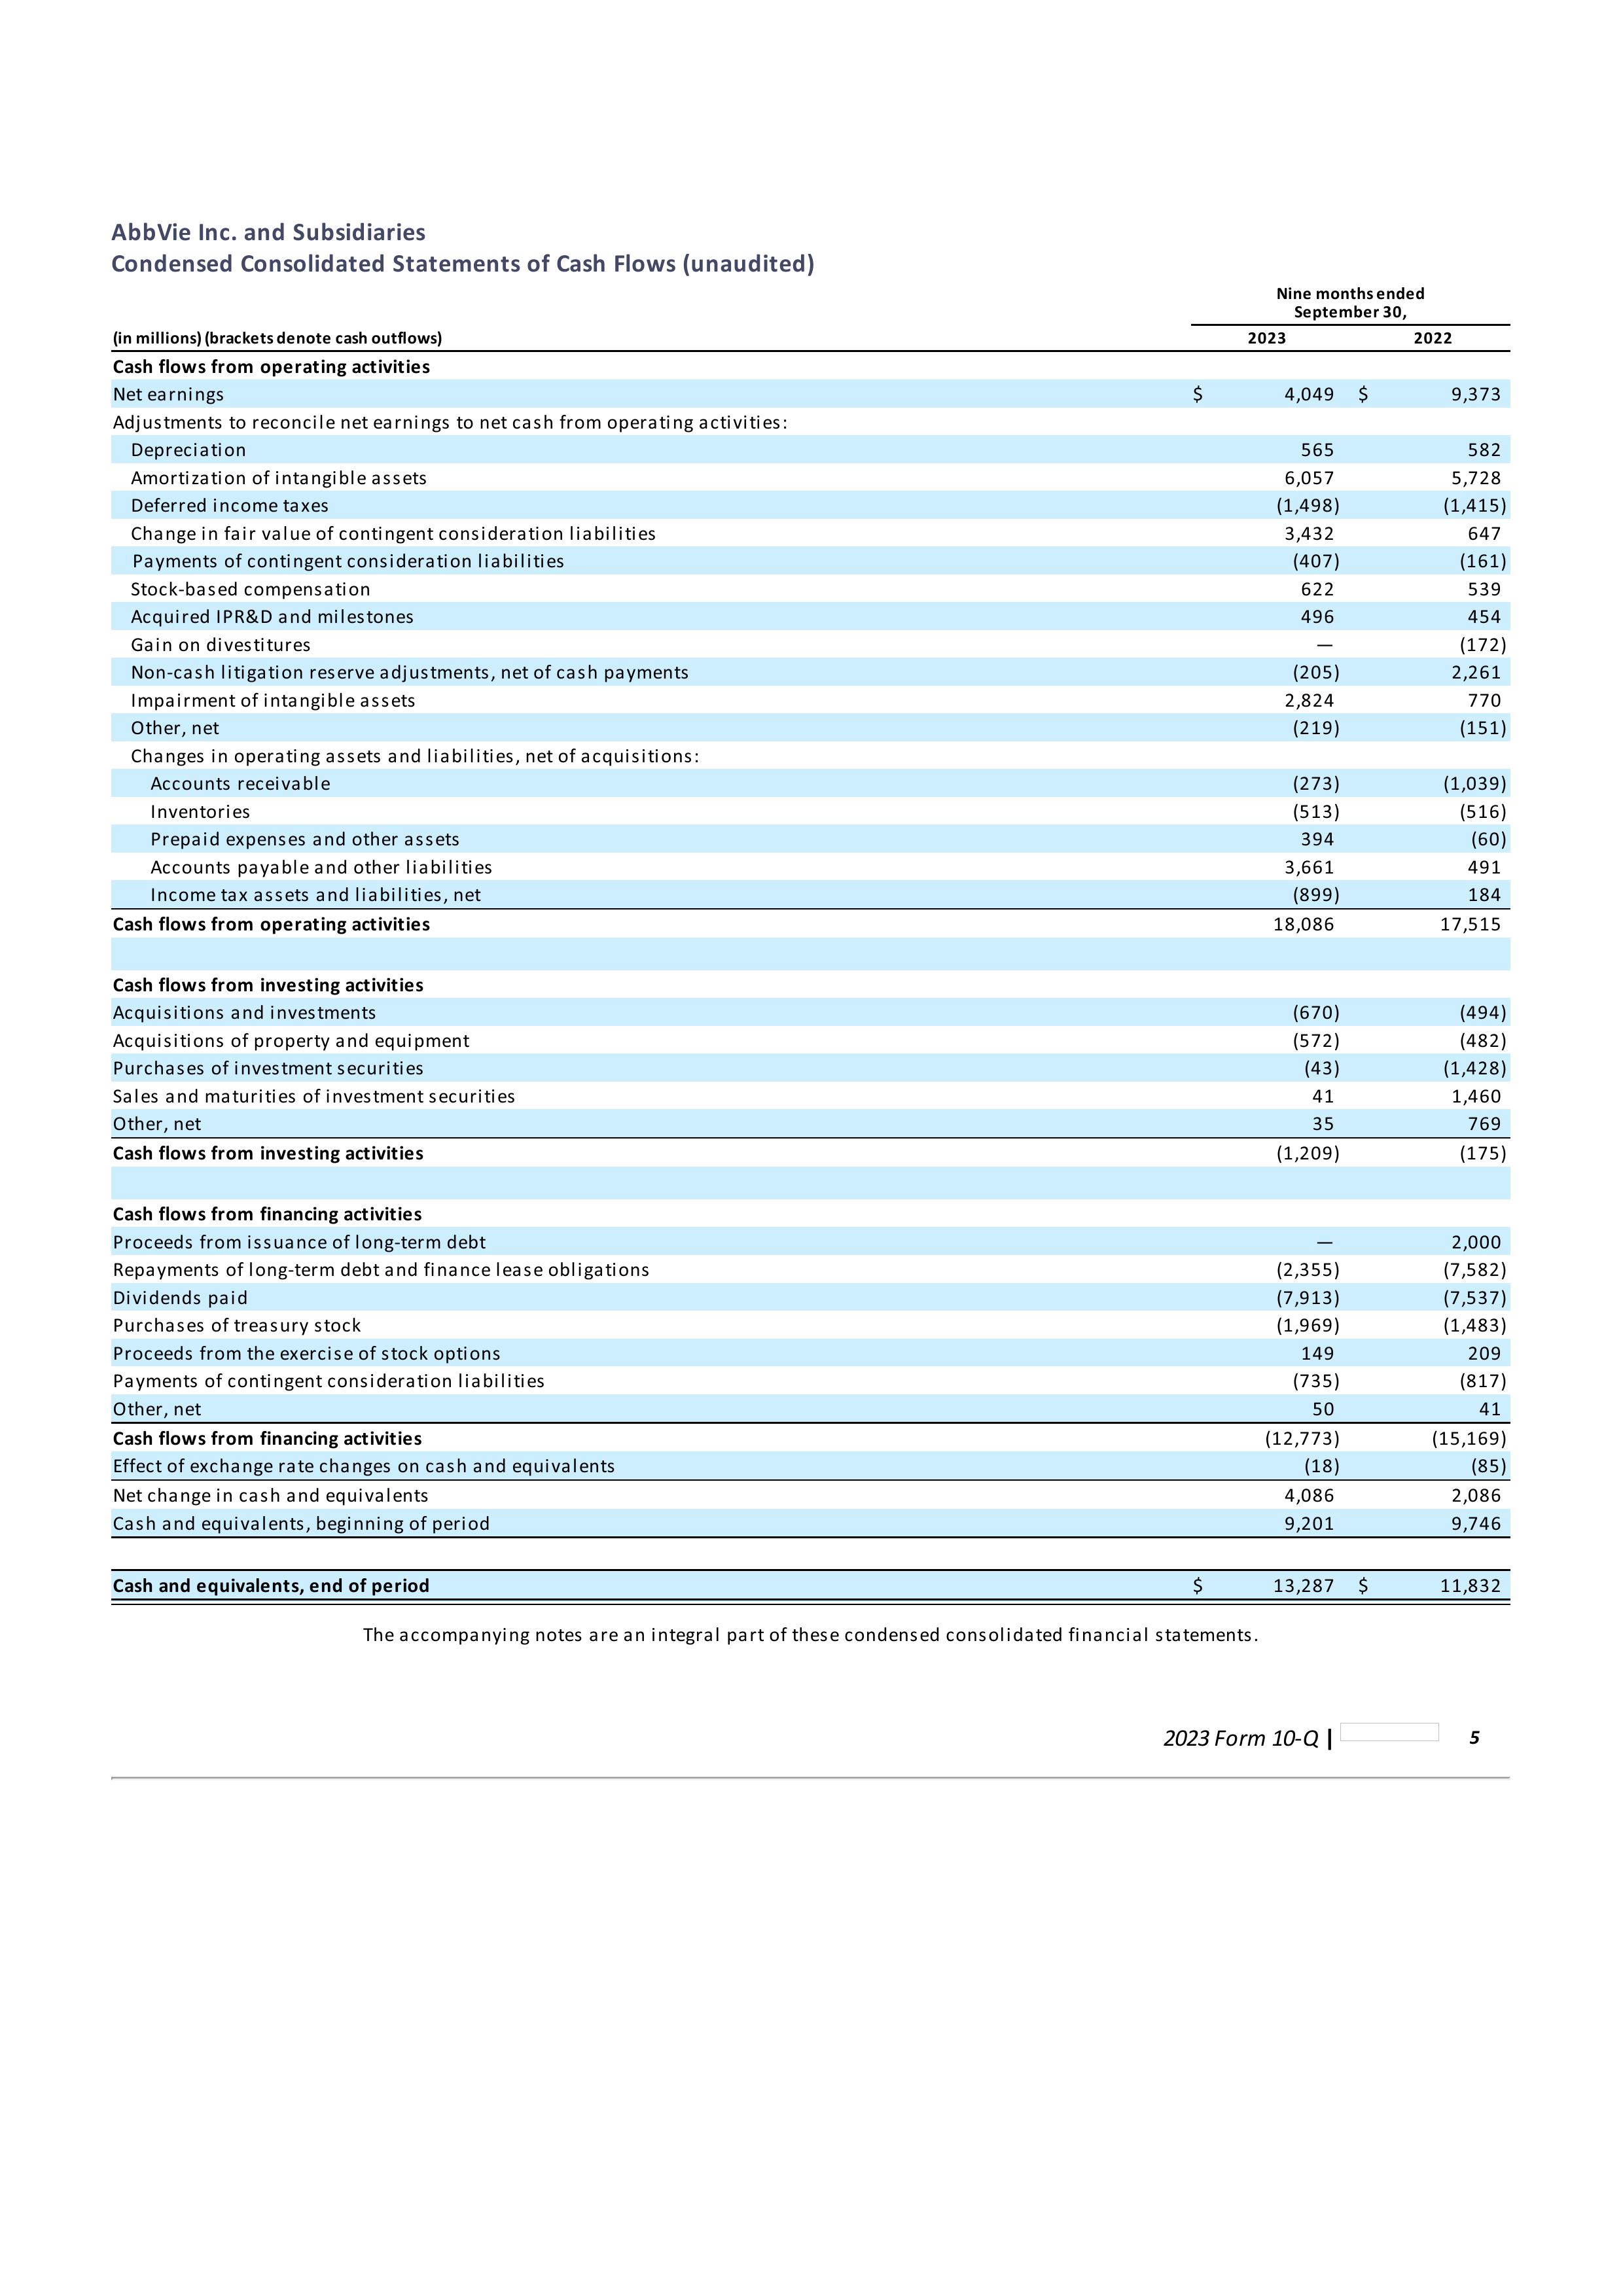 AbbVie Inc. and Subsidiaries
Condensed Consolidated Statements of Cash Flows (unaudited)
Nine months ended
September 30,
(in millions) (brackets denote cash outflows) 2023 2022
Cash flows from operating activities
Net earnings $ 4,049 $ 9,373
Adjustments to reconcile net earnings to net cash from operating activities:
Depreciation 565 582
Amortization of intangible assets 6,057 5,728
Deferred income taxes (1,498) (1,415)
Change in fair value of contingent consideration liabilities 3,432 647
Payments of contingent consideration liabilities (407) (161)
Stock-based compensation 622 539
Acquired IPR&D and milestones 496 454
Gain on divestitures — (172)
Non-cash litigation reserve adjustments, net of cash payments (205) 2,261
Impairment of intangible assets 2,824 770
Other, net (219) (151)
Changes in operating assets and liabilities, net of acquisitions:
Accounts receivable (273) (1,039)
Inventories (513) (516)
Prepaid expenses and other assets 394 (60)
Accounts payable and other liabilities 3,661 491
Income tax assets and liabilities, net (899) 184
Cash flows from operating activities 18,086 17,515
Cash flows from investing activities
Acquisitions and investments (670) (494)
Acquisitions of property and equipment (572) (482)
Purchases of investment securities (43) (1,428)
Sales and maturities of investment securities 41 1,460
Other, net 35 769
Cash flows from investing activities (1,209) (175)
Cash flows from financing activities
Proceeds from issuance of long-term debt — 2,000
Repayments of long-term debt and finance lease obligations (2,355) (7,582)
Dividends paid (7,913) (7,537)
Purchases of treasury stock (1,969) (1,483)
Proceeds from the exercise of stock options 149 209
Payments of contingent consideration liabilities (735) (817)
Other, net 50 41
Cash flows from financing activities (12,773) (15,169)
Effect of exchange rate changes on cash and equivalents (18) (85)
Net change in cash and equivalents 4,086 2,086
Cash and equivalents, beginning of period 9,201 9,746
Cash and equivalents, end of period $ 13,287 $ 11,832
The accompanying notes are an integral part of these condensed consolidated financial statements.
2023 Form 10-Q | 5